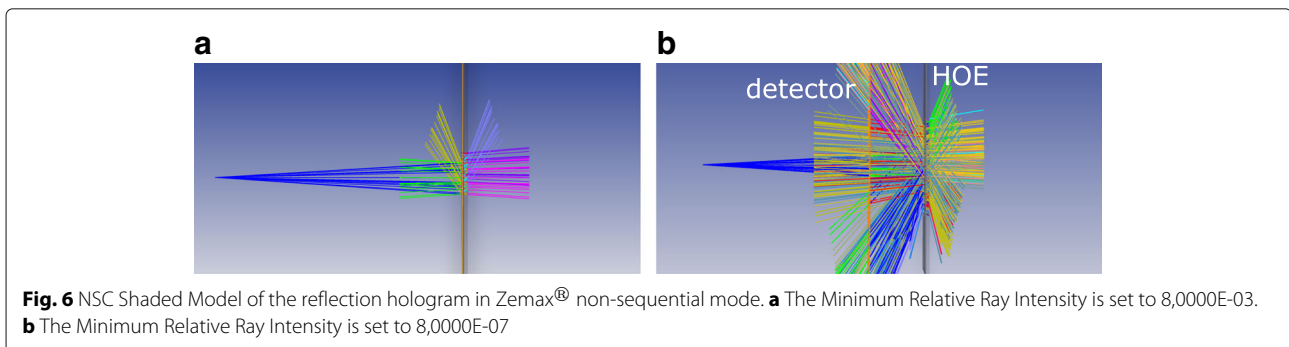 a
b
detector
HOE
Fig. 6 NSC Shaded Model of the reflection hologram in Zemax® non-sequential mode. a The Minimum Relative Ray Intensity is set to 8,0000E-03.
b The Minimum Relative Ray Intensity is set to 8,0000E-07